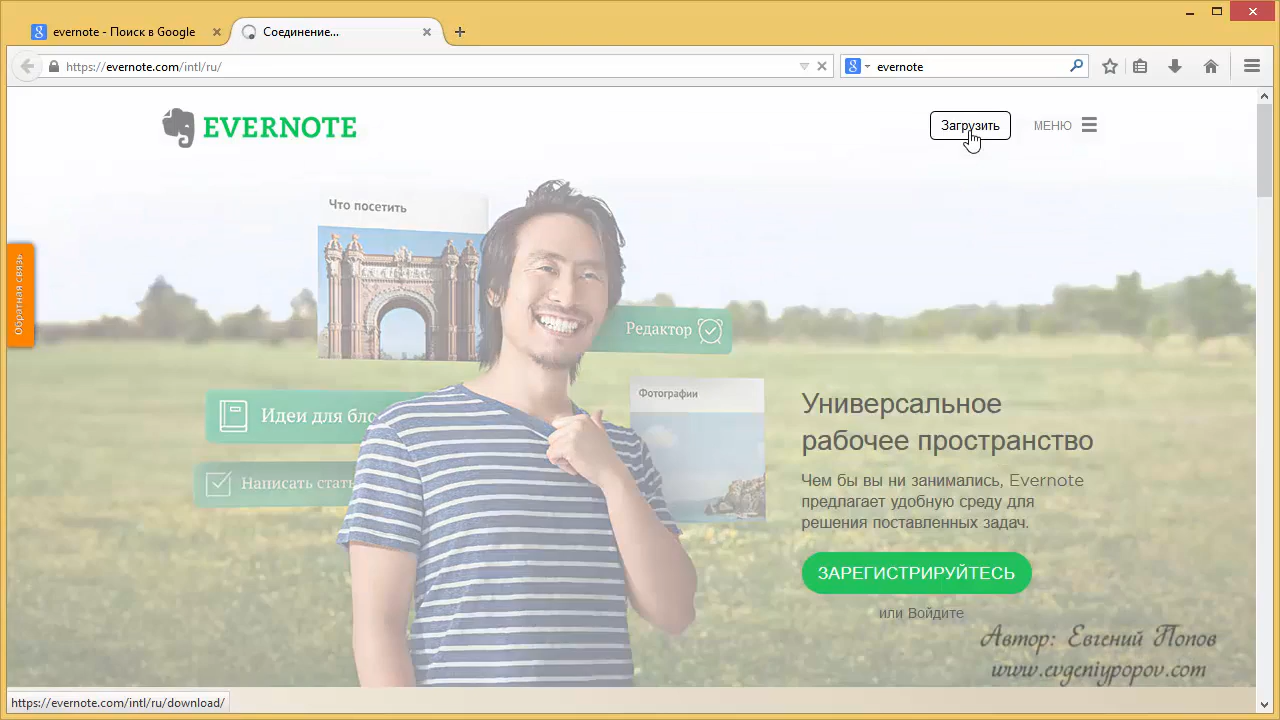 evernote - Поиск в Google
Соединение...
https://evernote.com/intl/ru/
evernote
EVERNOTE
Загрузить
МЕНЮ
Что посетить
Обратная связь
Редактор
Фотографии
Идеи для бло
Написать стать
Универсальное
рабочее пространство
Чем бы вы ни занимались, Evernote
предлагает удобную среду для
решения поставленных задач.
ЗАРЕГИСТРИРУЙТЕСЬ
или Войдите
Автор: Евгений Попов
www.evgeniypopov.com
https://evernote.com/intl/ru/download/